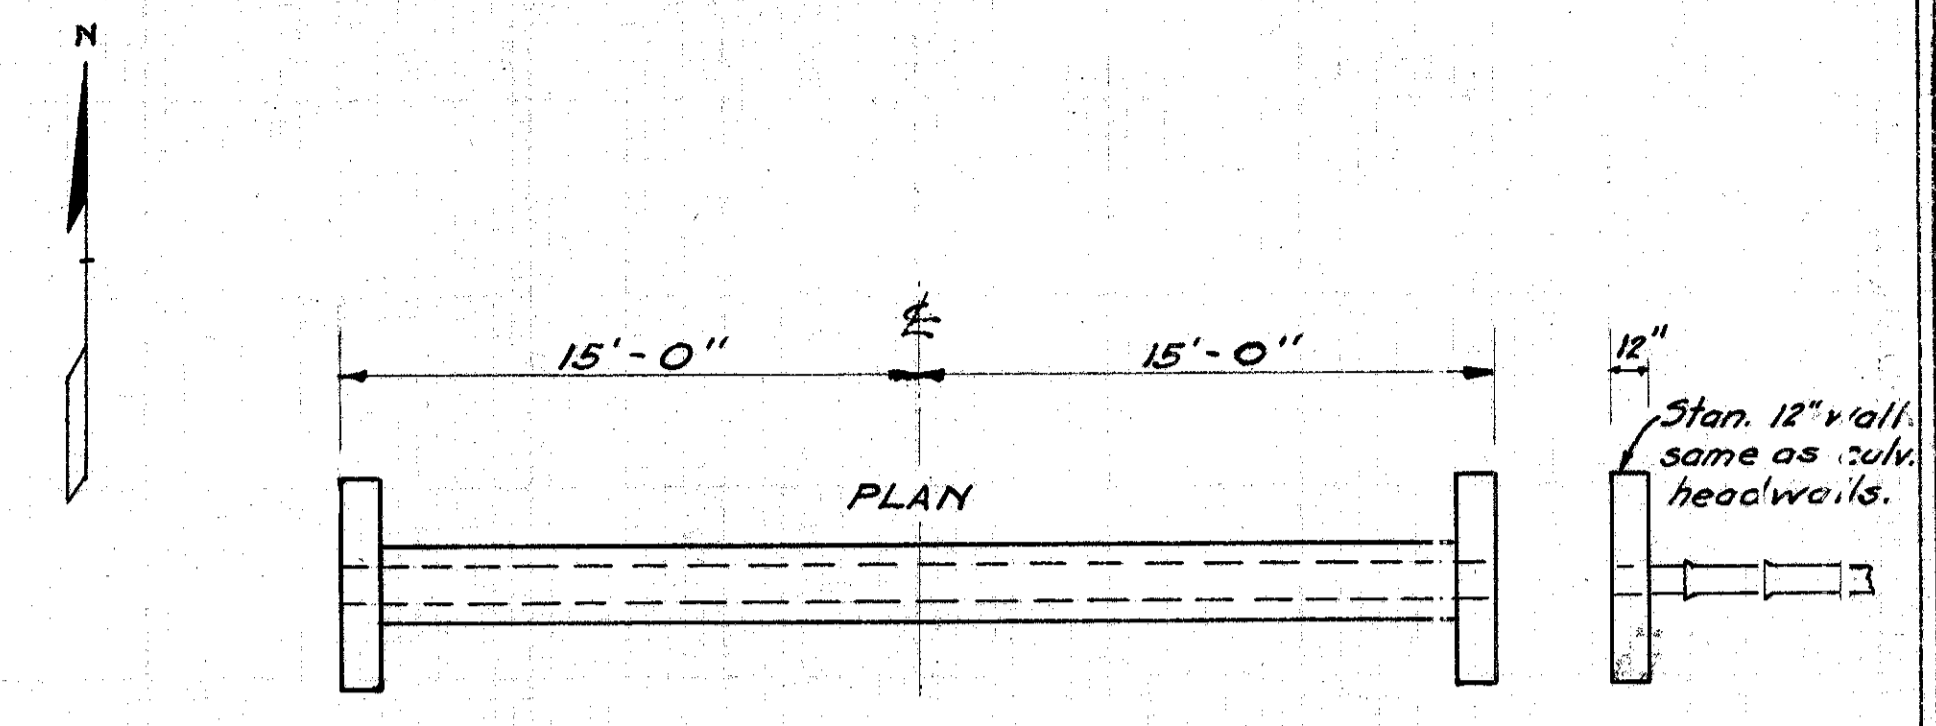 N
℄
15'-0"
15'-0"
12"
Stan. 12" wall
same as culv.
headwalls.
PLAN